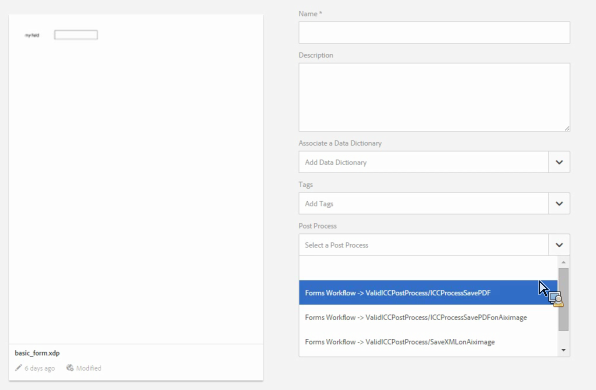 Name *
Description
Associate a Data Dictionary
Add Data Dictionary
Tags
Add Tags
Post Process
Select a Post Process
Forms Workflow -> ValidICCPostProcess/ICCProcessSavePDF
Forms Workflow -> ValidICCPostProcess/ICCProcessSavePDFonAiximage
Forms Workflow -> ValidICCPostProcess/SaveXMLonAiximage
basic_form.xdp
6 days ago
Modified